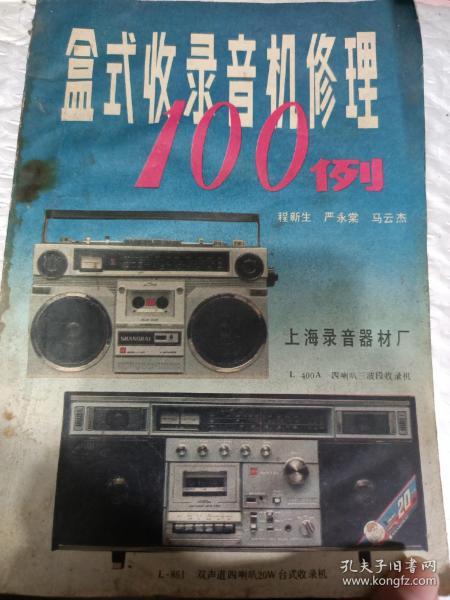 盒式收录音机修理
100例
程新生 严永棠 马云杰
SHANGHAI
上海录音器材厂
L 400A 四喇叭三波段收录机
20
L-861 双声道四喇叭20W台式收录机
孔夫子旧书网